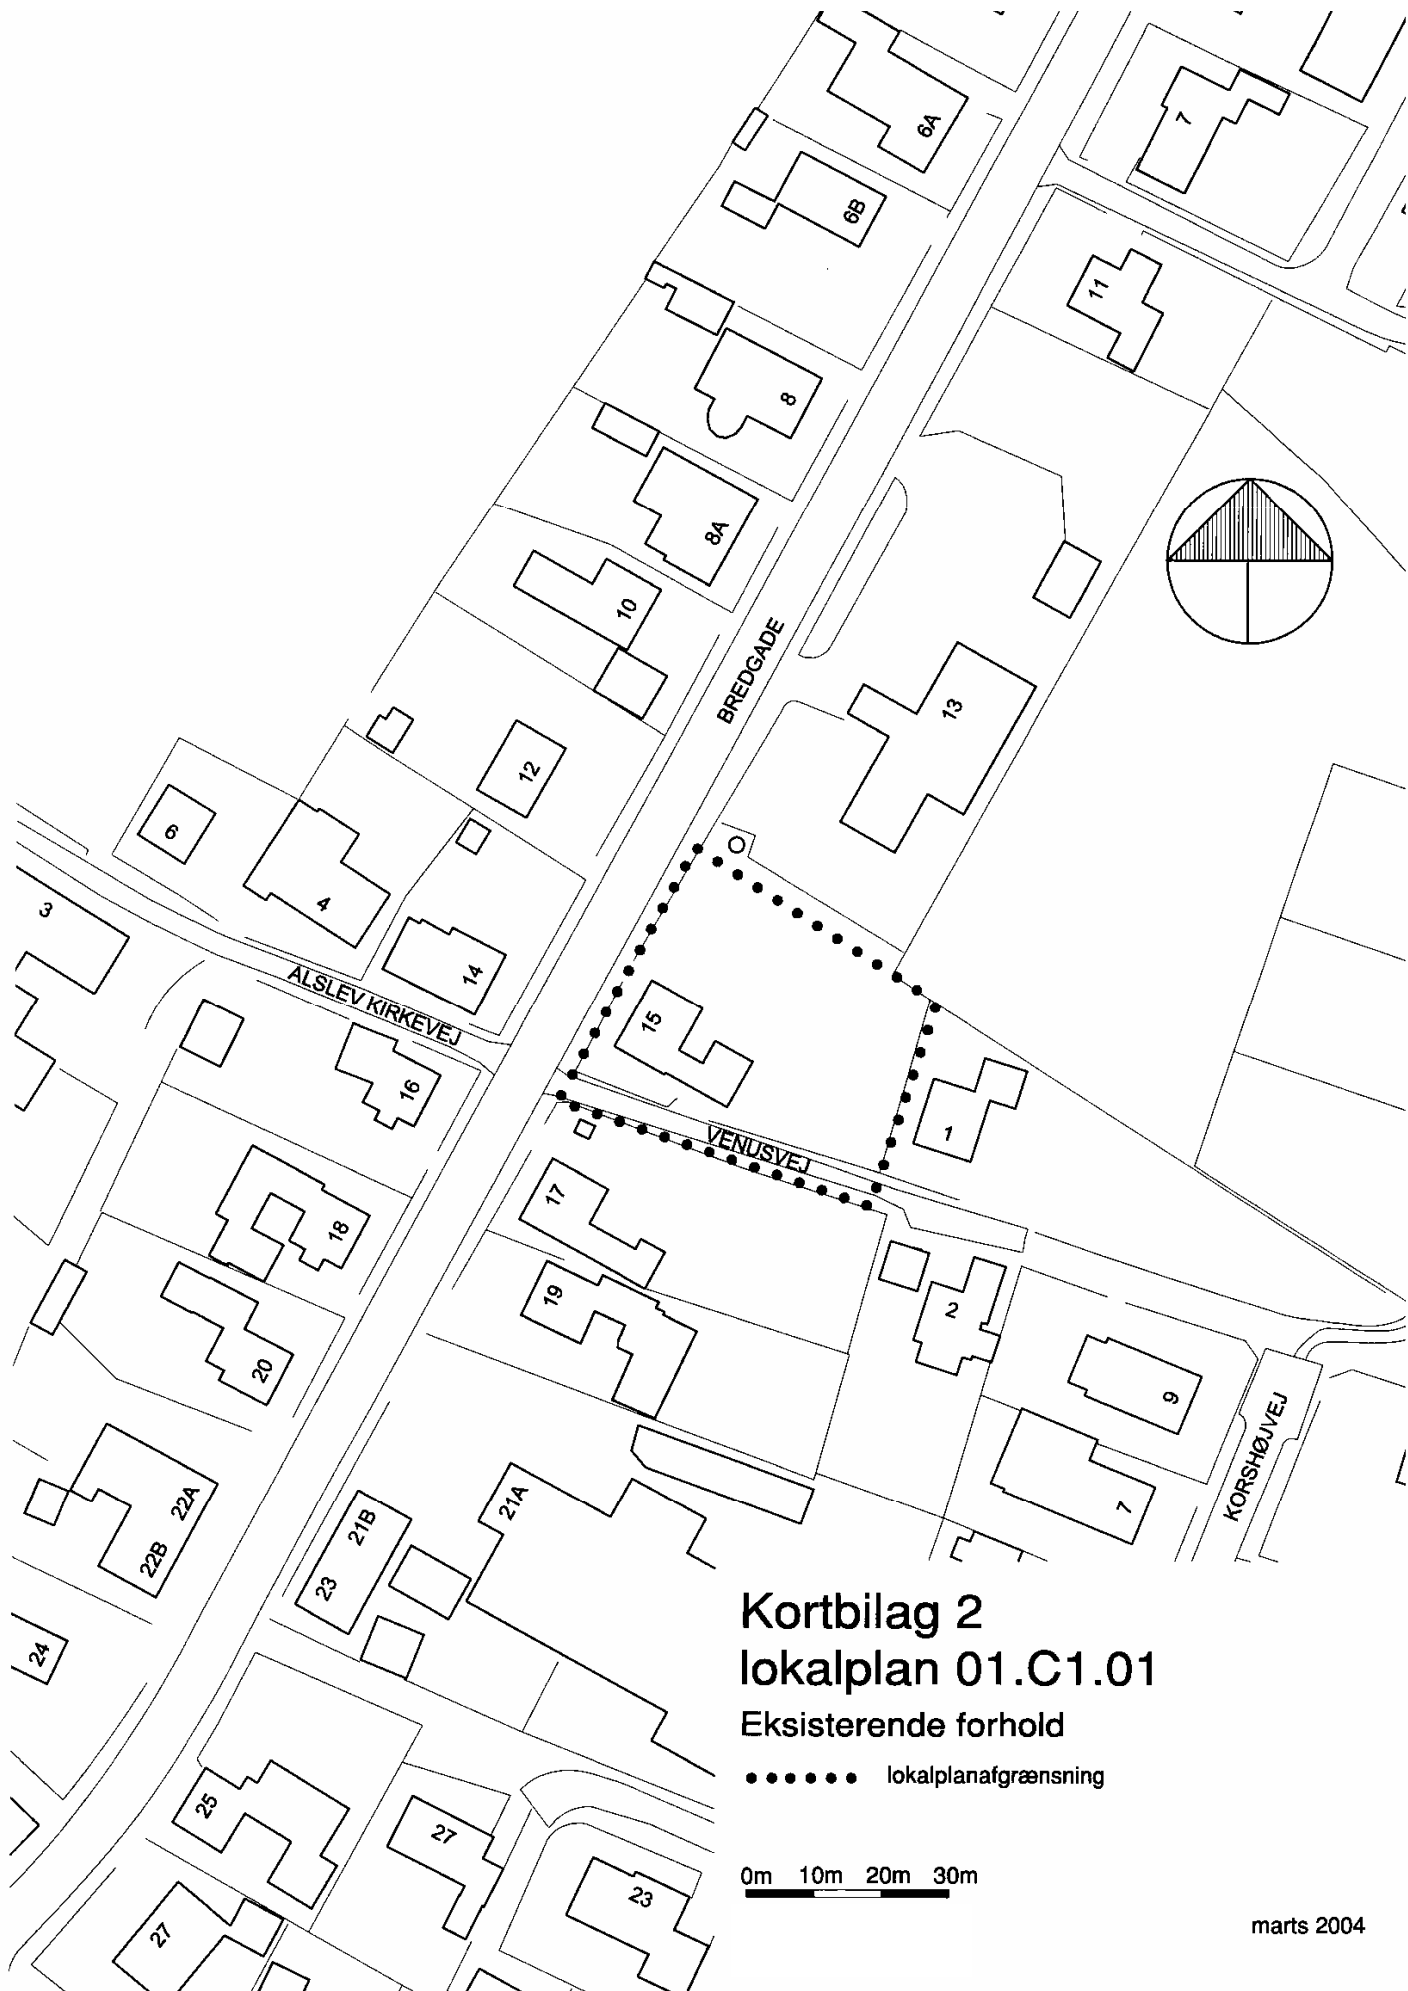 6A
7
6B
11
8
8A
10
BREDGADE
13
12
6
4
3
14
ALSLEV KIRKEVEJ
15
16
1
VENUSVEJ
17
18
19
2
20
9
KORSHØJVEJ
7
22A
21A
21B
22B
23
24
Kortbilag 2
lokalplan 01.C1.01
Eksisterende forhold
lokalplanafgrænsning
25
27
0m 10m 20m 30m
23
27
marts 2004